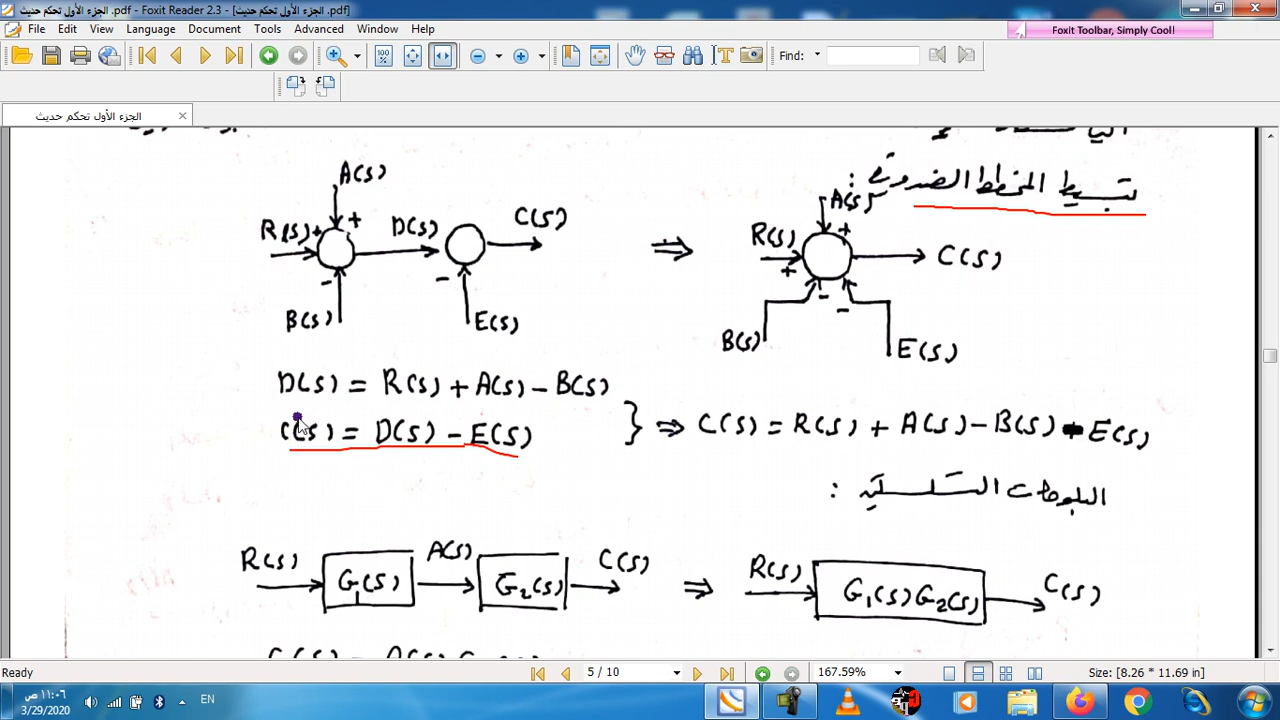 الجزء الأول تحكم حديث .pdf - Foxit Reader 2.3 - [الجزء الأول تحكم حديث .pdf]
File Edit View Language Document Tools Advanced Window Help
Foxit Toolbar, Simply Cool!
Find:
الجزء الأول تحكم حديث
تبسيط المخطط الصندوقي :
A(s)
R(s) + + D(s) C(s)
- -
B(s) E(s)
⇒
A(s)
R(s) + + C(s)
- -
B(s) E(s)
D(s) = R(s) + A(s) - B(s)
C(s) = D(s) - E(s) } ⇒ C(s) = R(s) + A(s) - B(s) - E(s)
البلوكات التسلسلية :
R(s) G1(s) A(s) G2(s) C(s) ⇒ R(s) G1(s)G2(s) C(s)
Ready 5 / 10 167.59% Size: [8.26 * 11.69 in]
١١:٠٦ ص
3/29/2020
EN